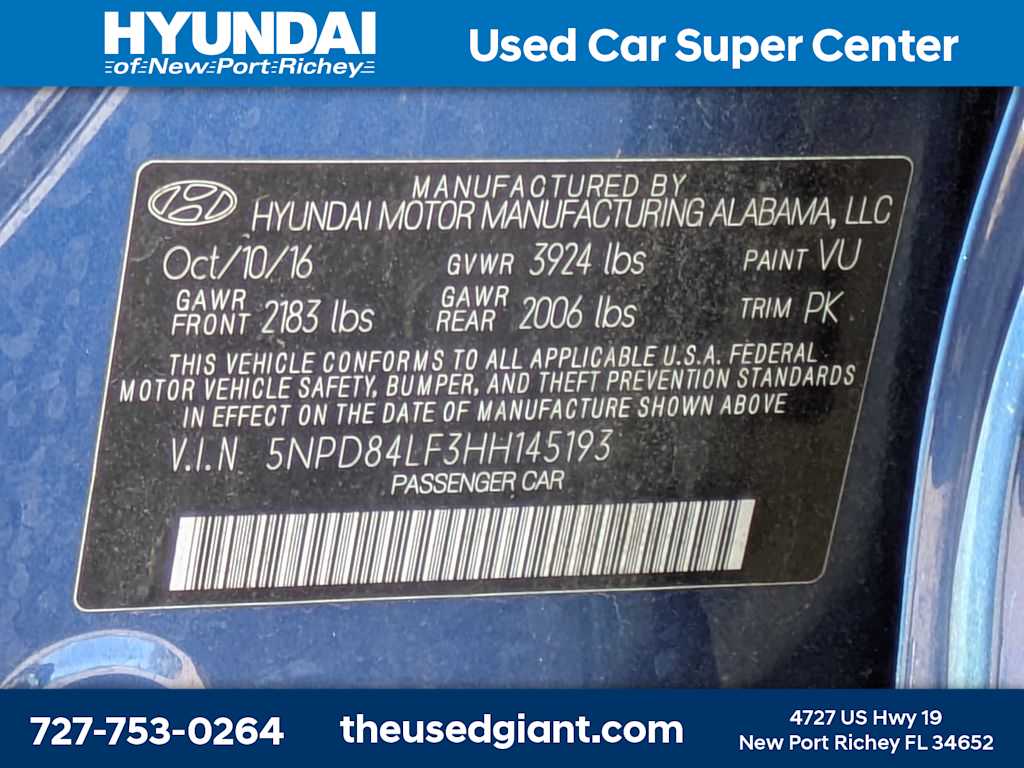 HYUNDAI
of New Port Richey
Used Car Super Center
MANUFACTURED BY
HYUNDAI MOTOR MANUFACTURING ALABAMA, LLC
Oct/10/16 GVWR 3924 lbs PAINT VU
GAWR FRONT 2183 lbs GAWR REAR 2006 lbs TRIM PK
THIS VEHICLE CONFORMS TO ALL APPLICABLE U.S.A. FEDERAL
MOTOR VEHICLE SAFETY, BUMPER, AND THEFT PREVENTION STANDARDS
IN EFFECT ON THE DATE OF MANUFACTURE SHOWN ABOVE
V.I.N 5NPD84LF3HH145193
PASSENGER CAR
727-753-0264
theusedgiant.com
4727 US Hwy 19
New Port Richey FL 34652